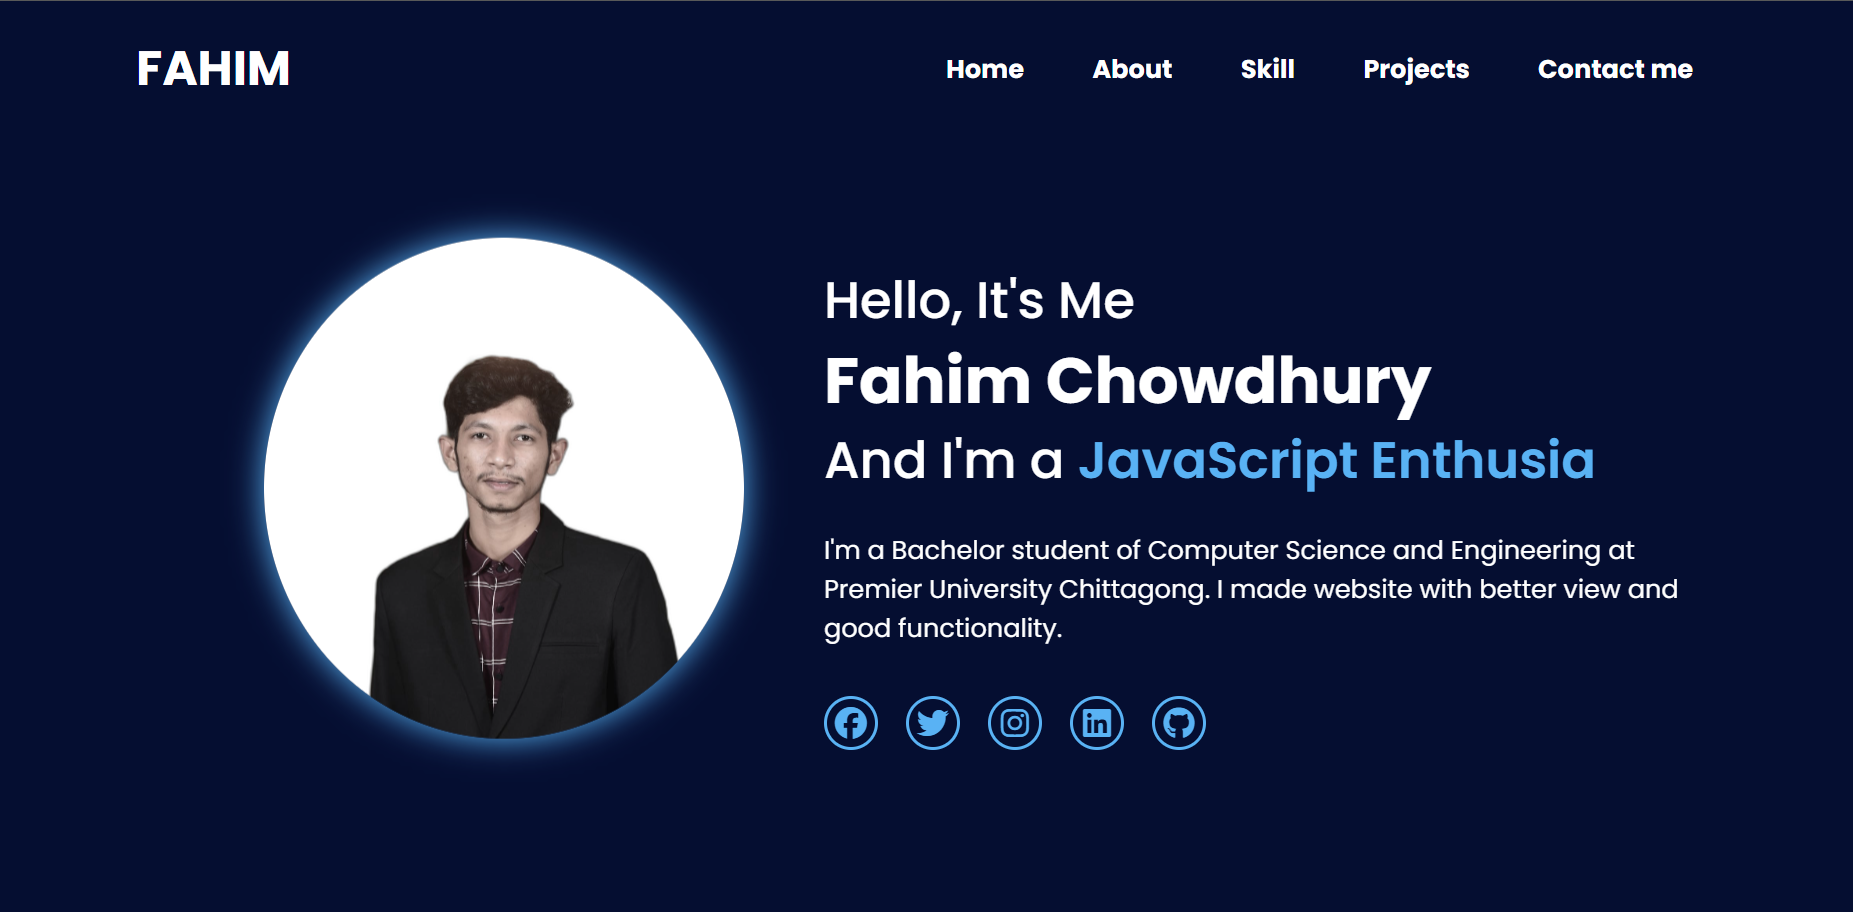 FAHIM
Home About Skill Projects Contact me
Hello, It's Me
Fahim Chowdhury
And I'm a JavaScript Enthusia
I'm a Bachelor student of Computer Science and Engineering at
Premier University Chittagong. I made website with better view and
good functionality.